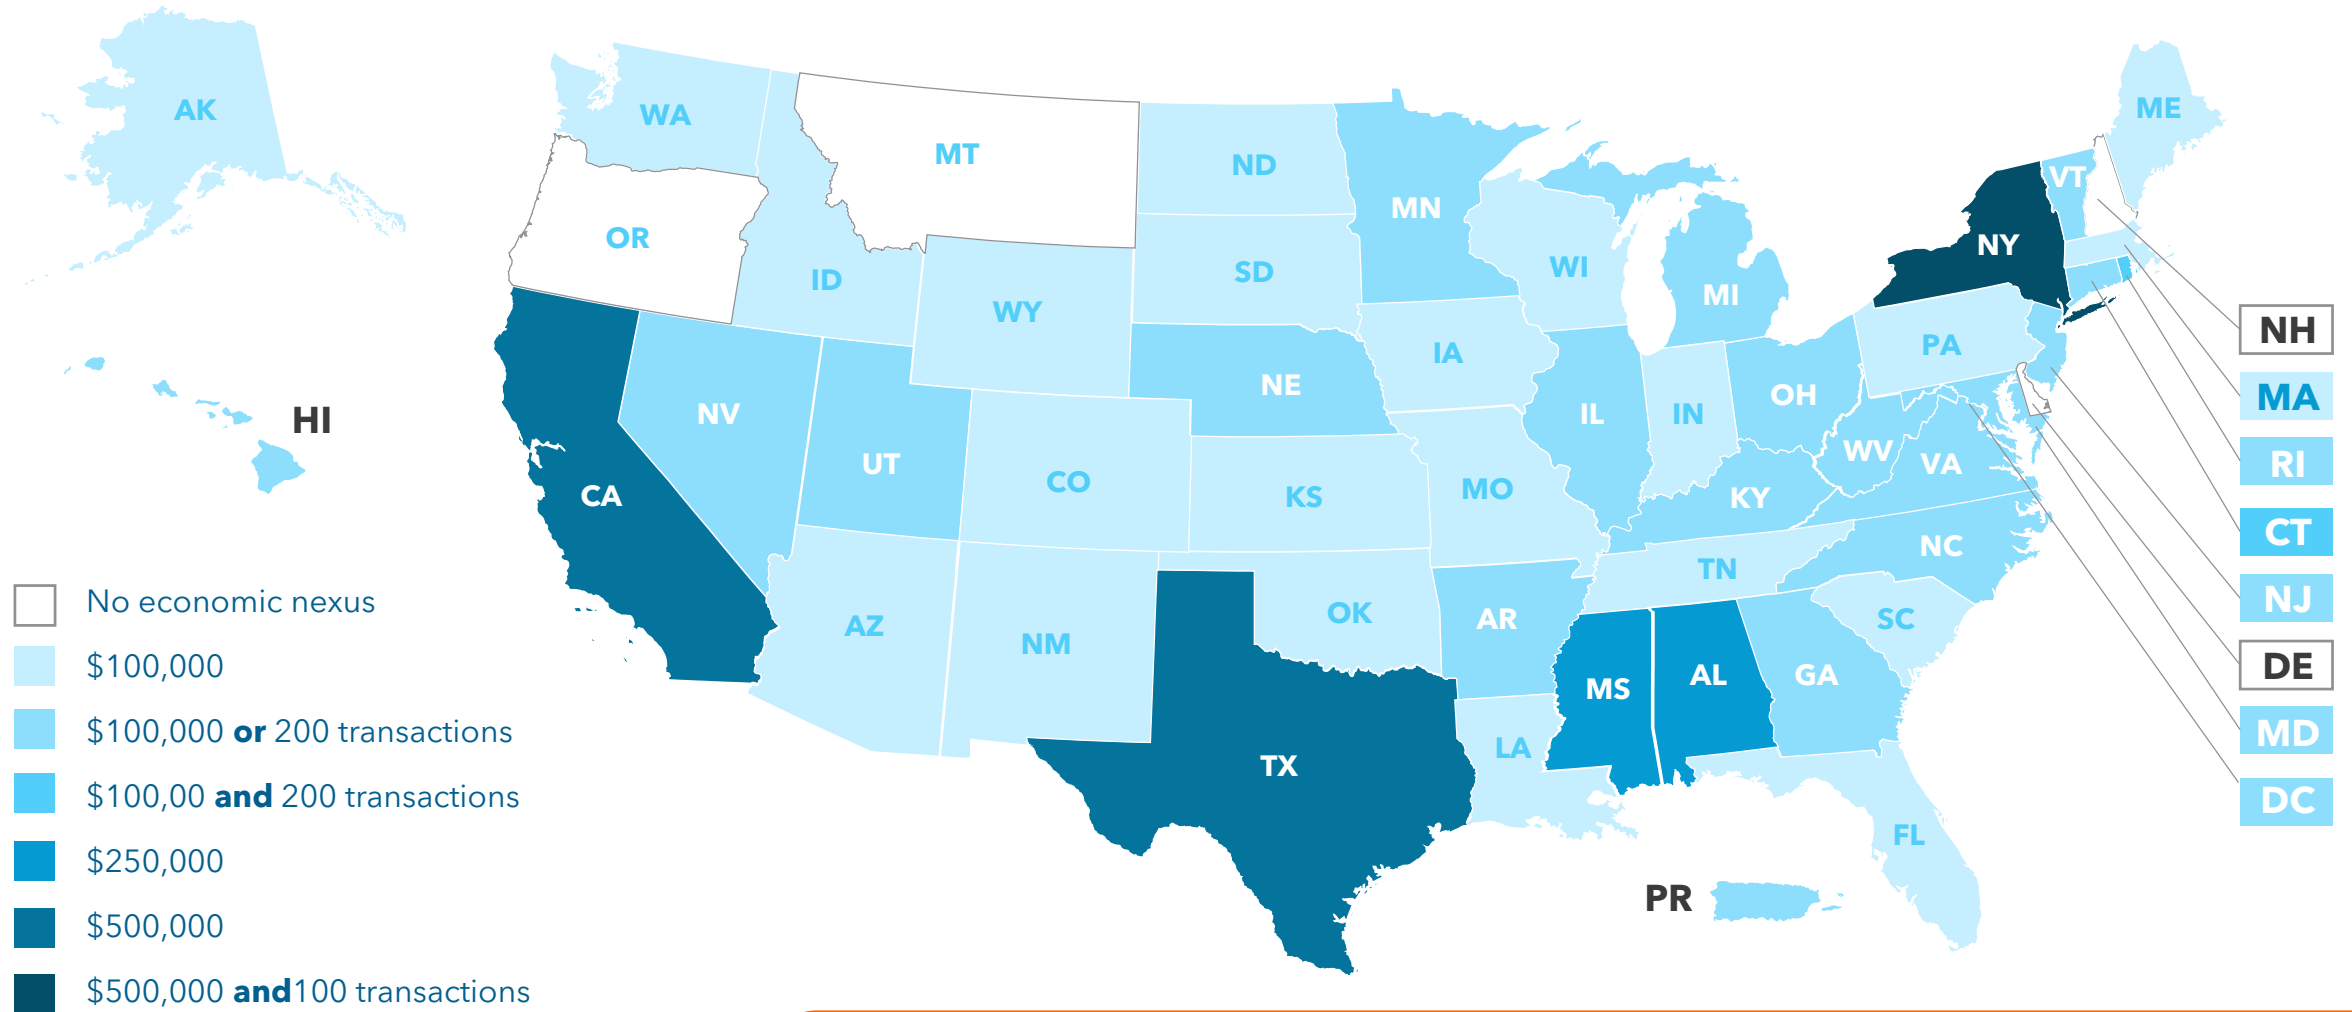 AK
WA
MT
ND
MN
ME
VT
OR
ID
WY
SD
WI
MI
NY
NH
MA
RI
CT
NJ
DE
MD
DC
HI
CA
NV
UT
CO
NE
KS
IA
MO
IL
IN
OH
PA
WV
VA
KY
NC
TN
SC
AZ
NM
OK
AR
TX
LA
MS
AL
GA
FL
PR
No economic nexus
$100,000
$100,000 or 200 transactions
$100,00 and 200 transactions
$250,000
$500,000
$500,000 and100 transactions